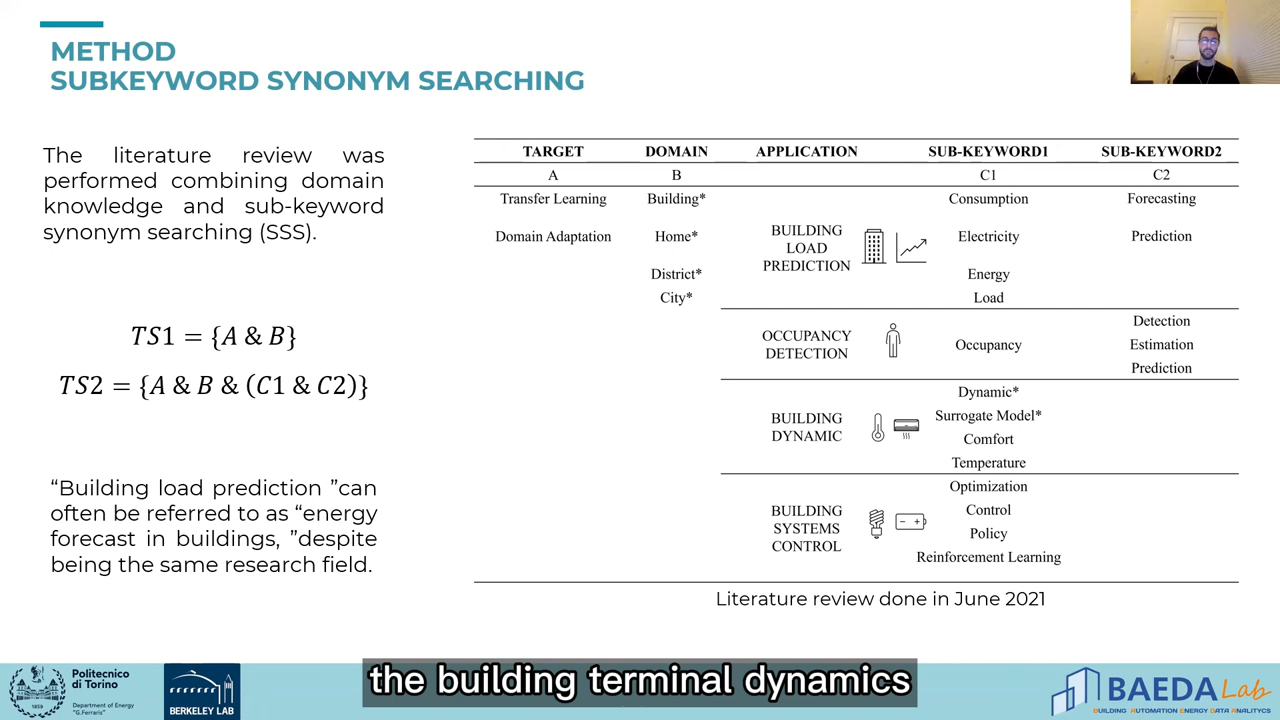 METHOD
SUBKEYWORD SYNONYM SEARCHING
The literature review was
performed combining domain
knowledge and sub-keyword
synonym searching (SSS).
TS1 = {A & B}
TS2 = {A & B & (C1 & C2)}
“Building load prediction ”can
often be referred to as “energy
forecast in buildings, ”despite
being the same research field.
TARGET DOMAIN APPLICATION SUB-KEYWORD1 SUB-KEYWORD2
A B C1 C2
Transfer Learning Building* Consumption Forecasting
Domain Adaptation Home* BUILDING LOAD PREDICTION Electricity Prediction
District* Energy
City* Load
OCCUPANCY DETECTION Occupancy Detection
Estimation
Prediction
BUILDING DYNAMIC Dynamic*
Surrogate Model*
Comfort
Temperature
BUILDING SYSTEMS CONTROL Optimization
Control
Policy
Reinforcement Learning
Literature review done in June 2021
the building terminal dynamics
Politecnico
di Torino
Department of Energy
"G.Ferraris"
1859
BERKELEY LAB
BAEDA Lab
BUILDING AUTOMATION ENERGY DATA ANALITYCS